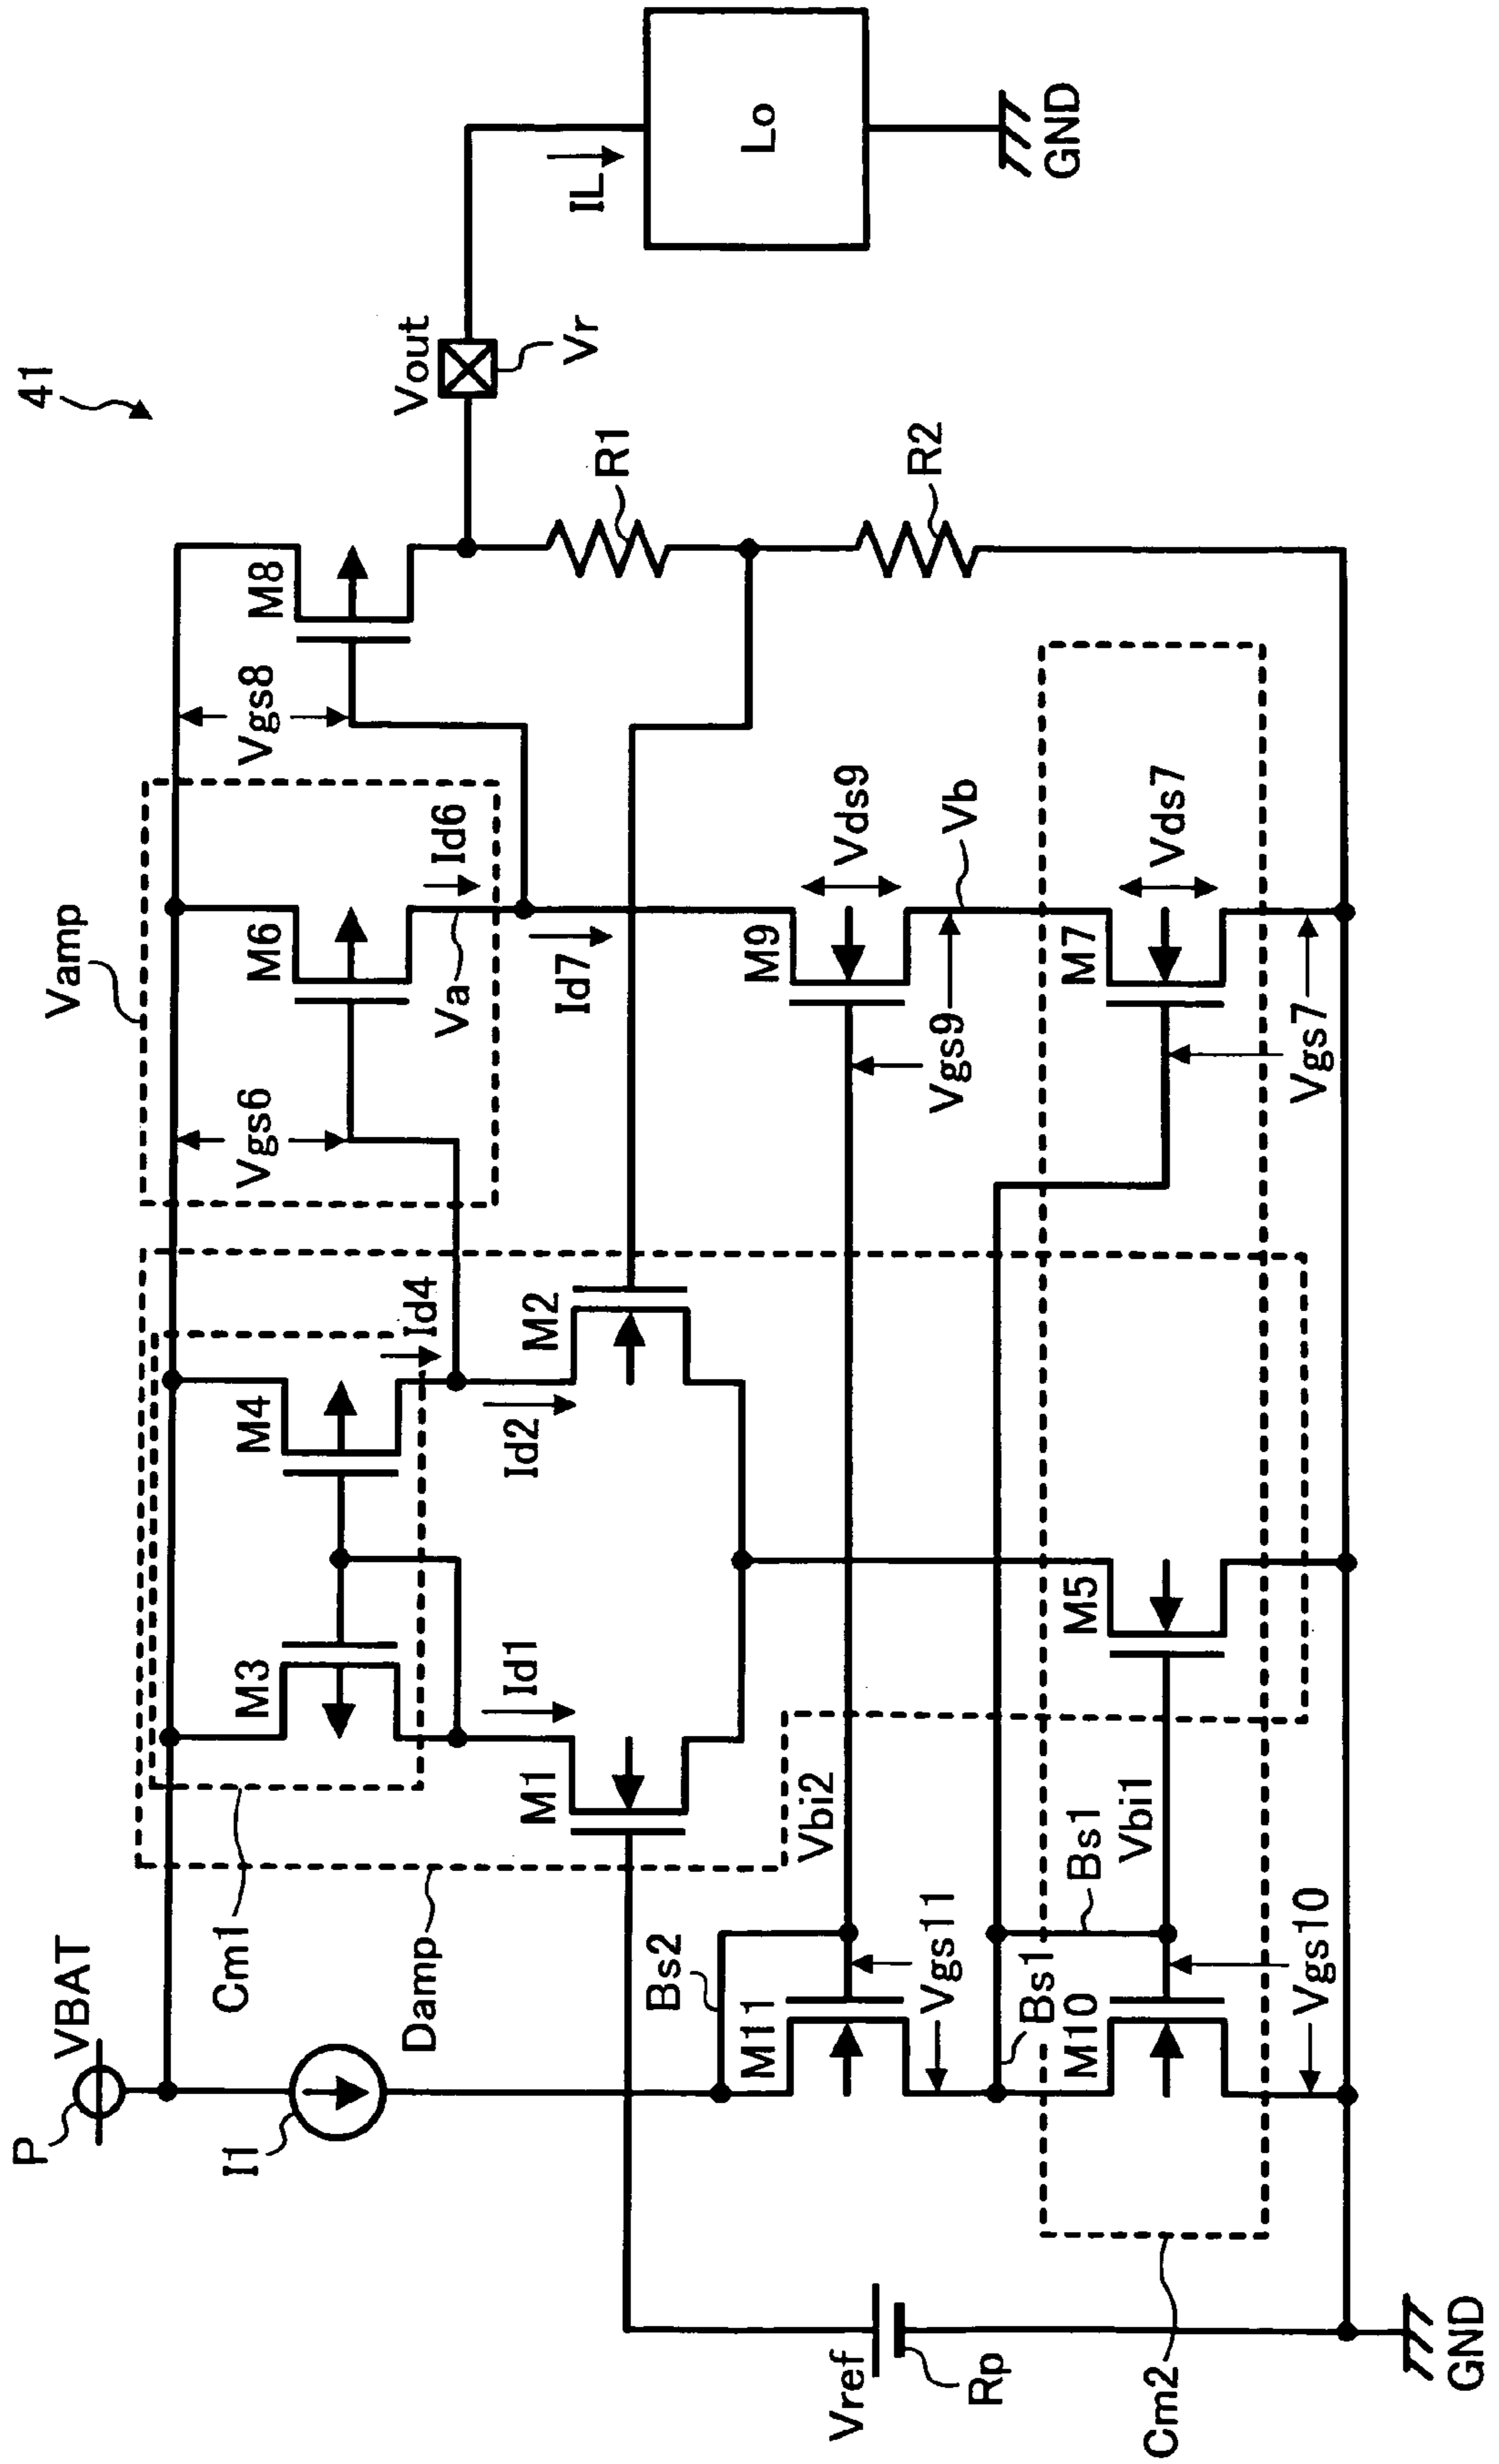 41
P
VBAT
I1
Cm1
Damp
M3
M4
Id4
Id1
Id2
M1
M2
Vamp
Vgs6
M6
Id6
Va
Id7
Vgs8
M8
Vout
Vr
IL
Lo
GND
R1
R2
Bs2
M11
Vgs11
Vbi2
Bs1
Bs1
Vbi1
M10
Vgs10
M5
M9
Vgs9
Vds9
Vb
M7
Vgs7
Vds7
Vref
Rp
Cm2
GND